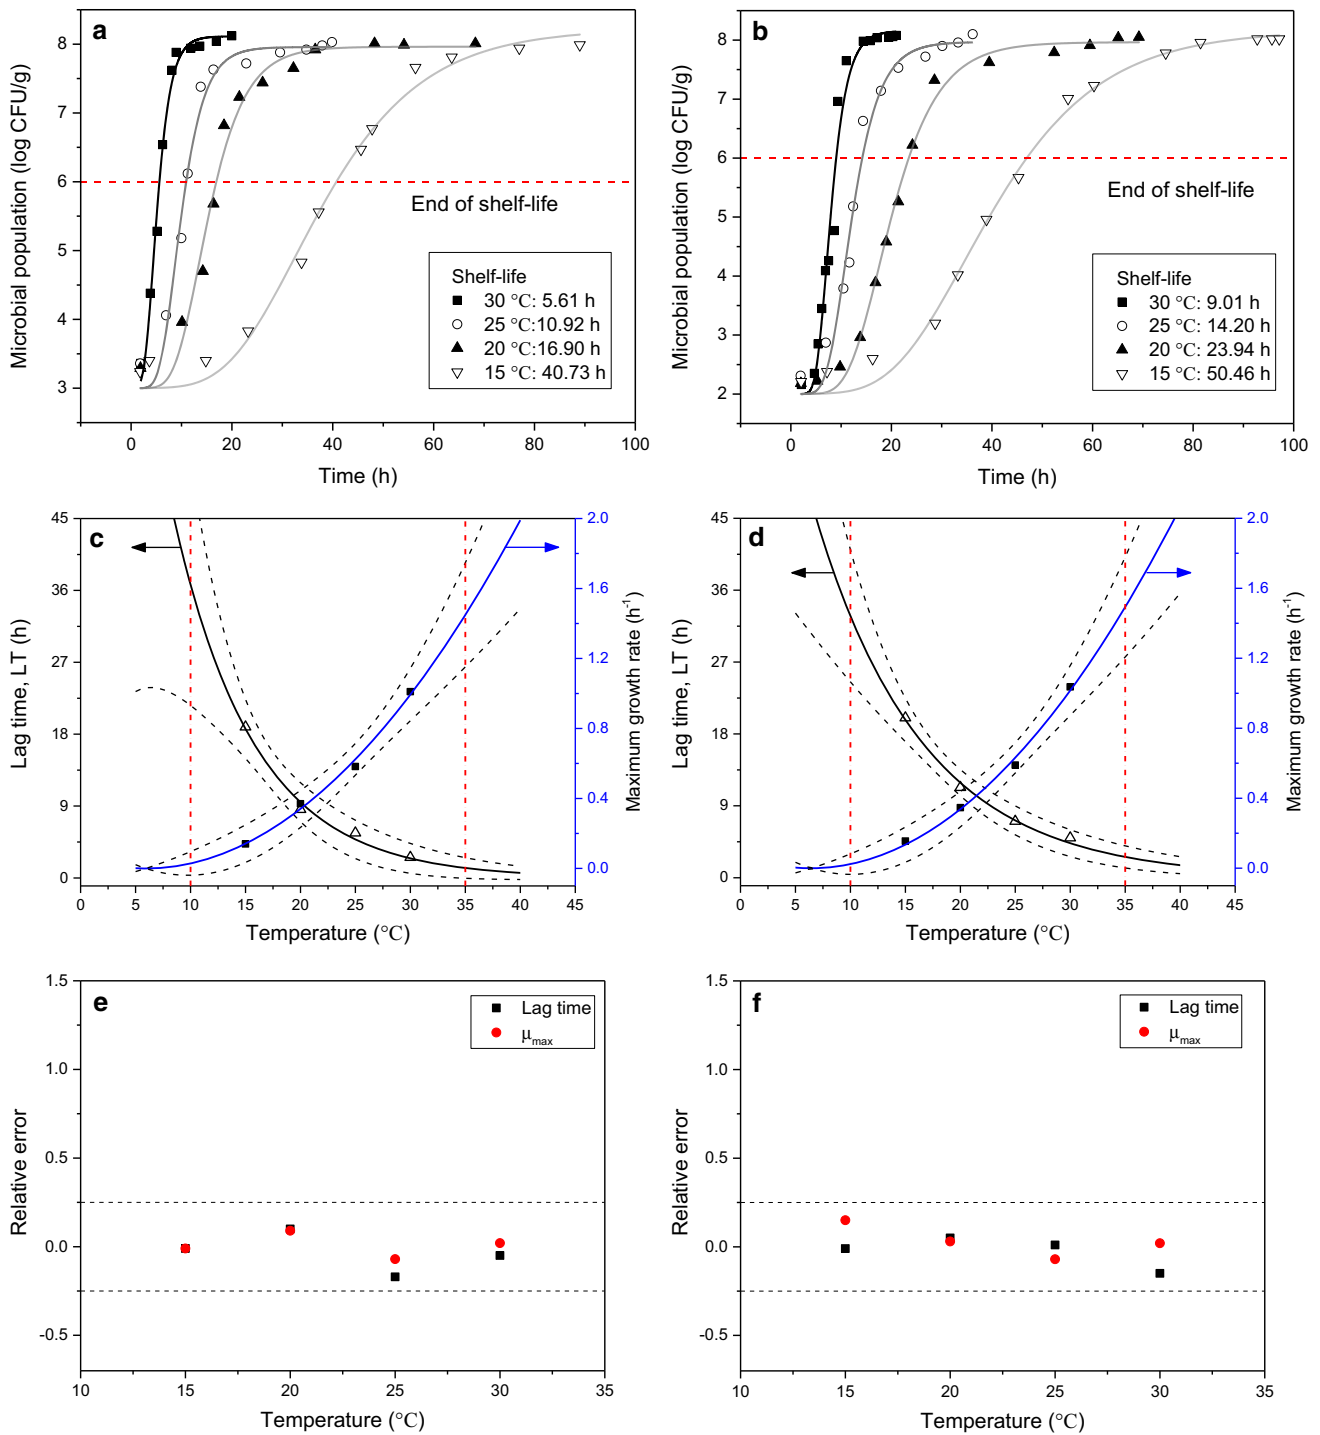 a
Microbial population (log CFU/g)
8
7
6
5
4
3
0
20
40
60
80
100
Time (h)
End of shelf-life
Shelf-life
30 °C: 5.61 h
25 °C:10.92 h
20 °C:16.90 h
15 °C: 40.73 h
b
Microbial population (log CFU/g)
8
7
6
5
4
3
2
0
20
40
60
80
100
Time (h)
End of shelf-life
Shelf-life
30 °C: 9.01 h
25 °C: 14.20 h
20 °C: 23.94 h
15 °C: 50.46 h
c
Lag time, LT (h)
45
36
27
18
9
0
0
5
10
15
20
25
30
35
40
45
Temperature (°C)
2.0
1.6
1.2
0.8
0.4
0.0
Maximum growth rate (h⁻¹)
d
Lag time, LT (h)
45
36
27
18
9
0
0
5
10
15
20
25
30
35
40
45
Temperature (°C)
2.0
1.6
1.2
0.8
0.4
0.0
Maximum growth rate (h⁻¹)
e
Relative error
1.5
1.0
0.5
0.0
-0.5
10
15
20
25
30
35
Temperature (°C)
Lag time
μmax
f
Relative error
1.5
1.0
0.5
0.0
-0.5
10
15
20
25
30
35
Temperature (°C)
Lag time
μmax